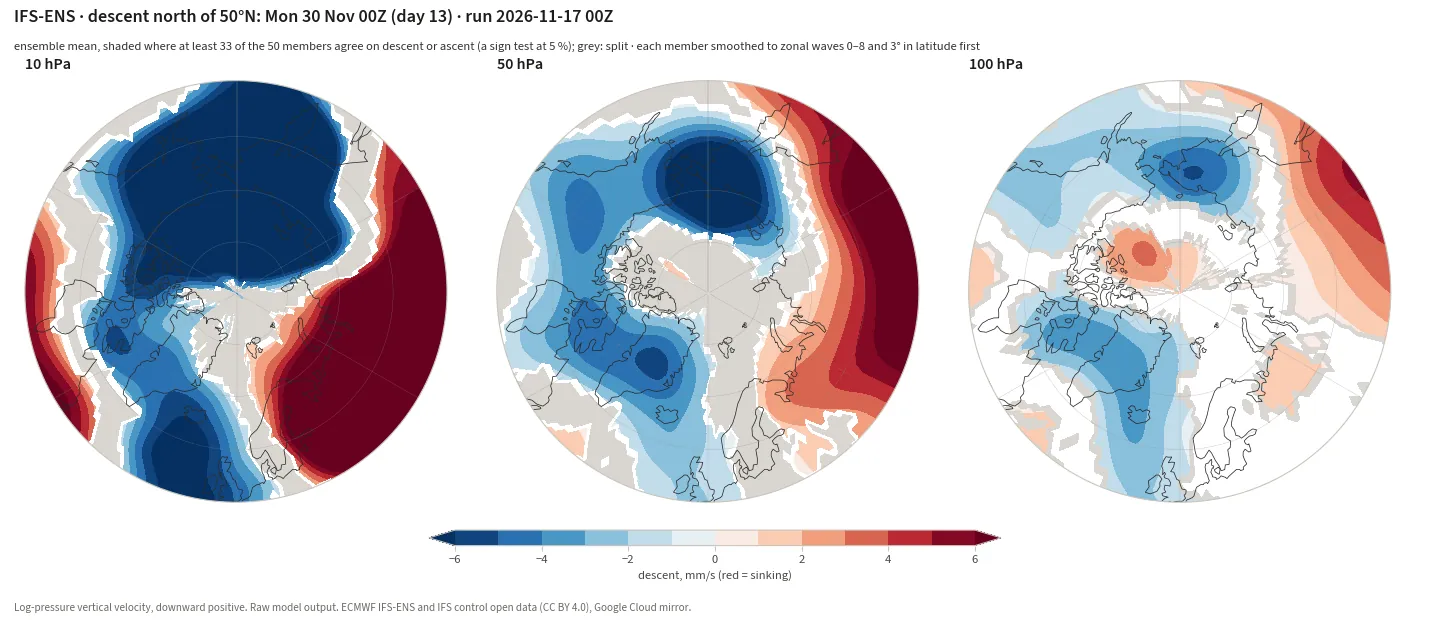 IFS-ENS · descent north of 50°N: Mon 30 Nov 00Z (day 13) · run 2026-11-17 00Z
ensemble mean, shaded where at least 33 of the 50 members agree on descent or ascent (a sign test at 5 %); grey: split · each member smoothed to zonal waves 0–8 and 3° in latitude first
10 hPa
50 hPa
100 hPa
−6 −4 −2 0 2 4 6
descent, mm/s (red = sinking)
Log-pressure vertical velocity, downward positive. Raw model output. ECMWF IFS-ENS and IFS control open data (CC BY 4.0), Google Cloud mirror.